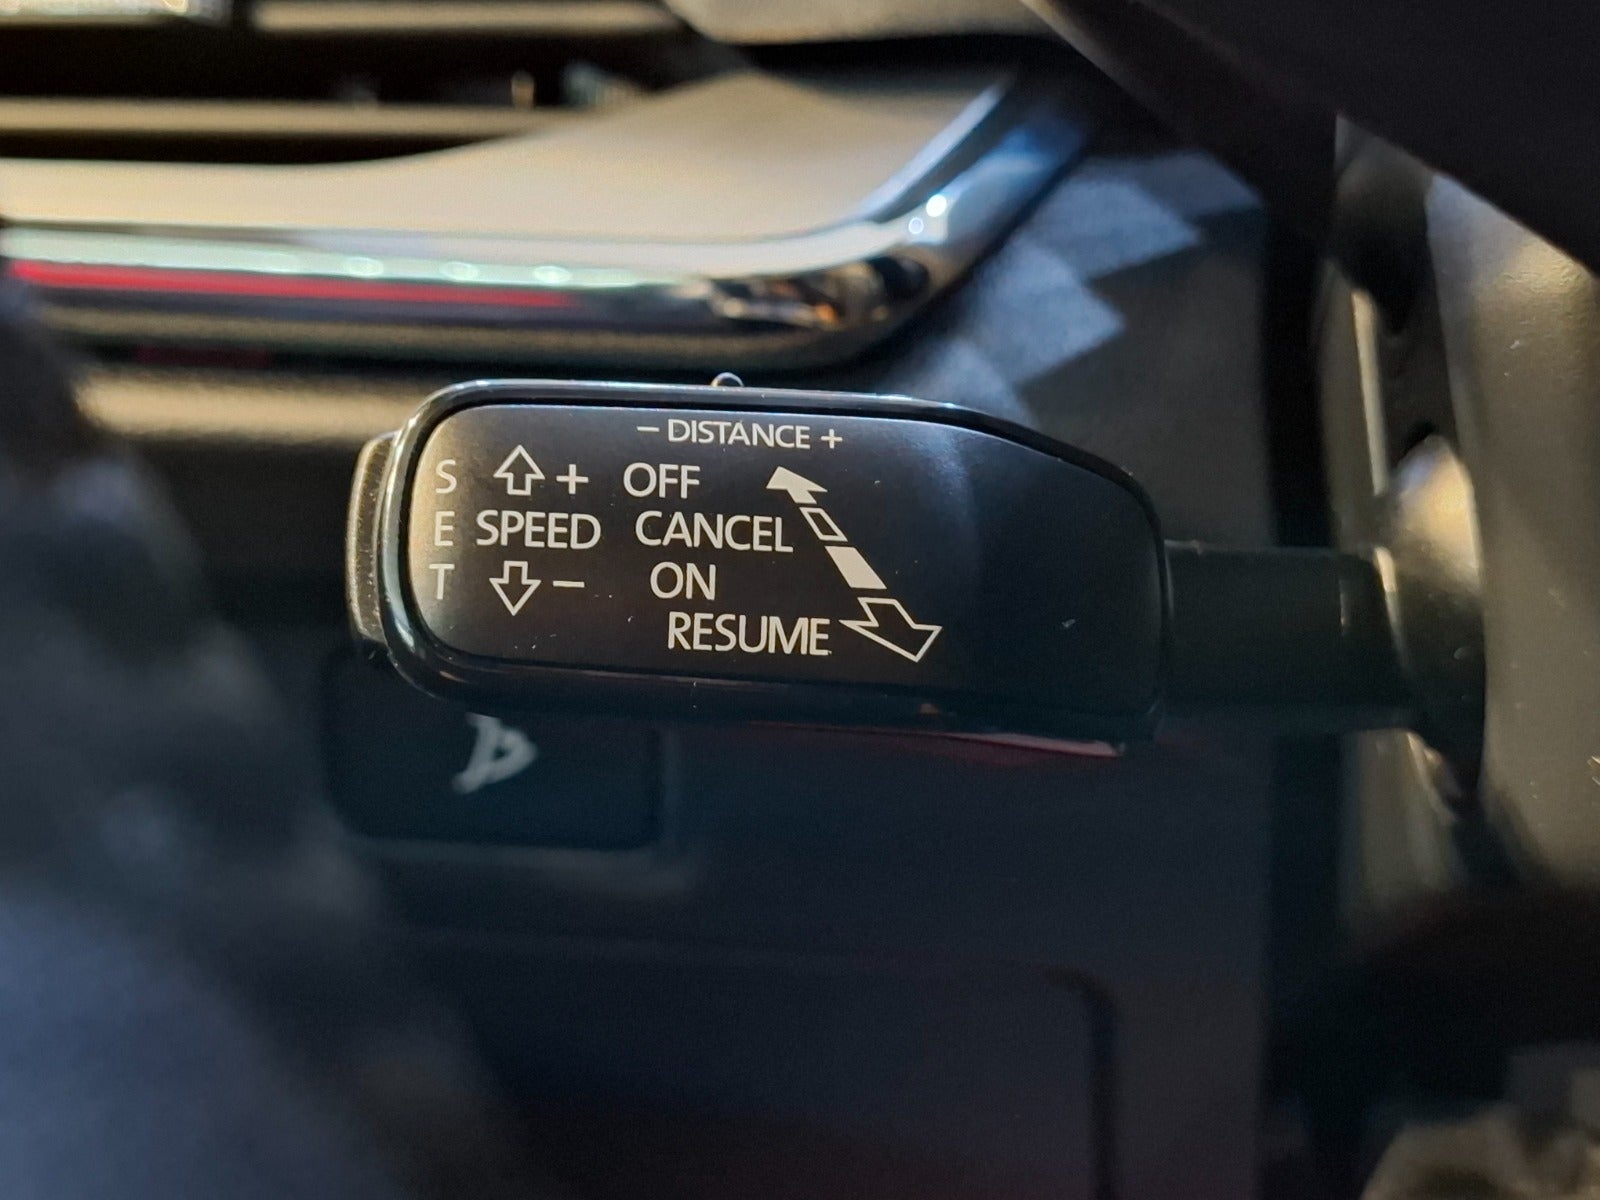 – DISTANCE +
S + OFF
E SPEED CANCEL
T – ON
RESUME